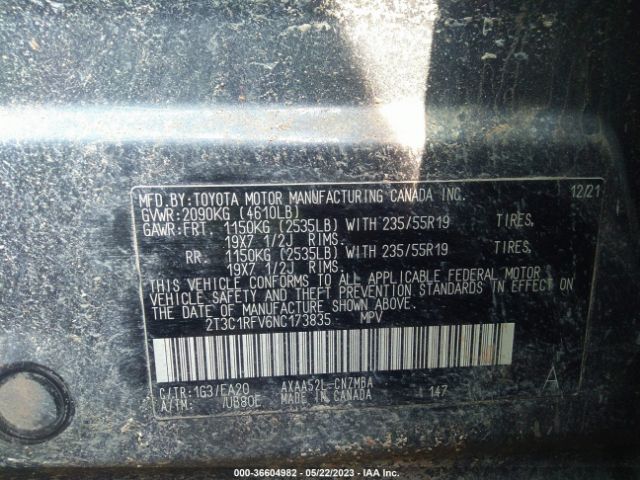 MFD.BY:TOYOTA MOTOR MANUFACTURING CANADA INC. 12/21
GVWR:2090KG (4610LB)
GAWR:FRT. 1150KG (2535LB) WITH 235/55R19 TIRES,
19X7 1/2J RIMS.
RR. 1150KG (2535LB) WITH 235/55R19 TIRES,
19X7 1/2J RIMS.
THIS VEHICLE CONFORMS TO ALL APPLICABLE FEDERAL MOTOR
VEHICLE SAFETY AND THEFT PREVENTION STANDARDS IN EFFECT ON
THE DATE OF MANUFACTURE SHOWN ABOVE.
2T3C1RFV6NC173835 MPV
C/TR:1G3/EA20 AXAA52L-CNZMBA A
A/TM: /UB80F MADE IN CANADA 147
000-36604982 - 05/22/2023 - IAA Inc.